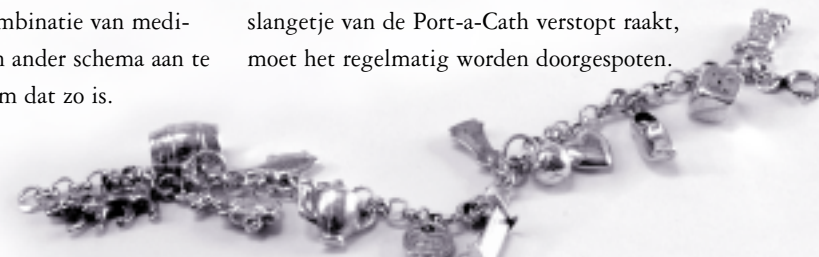 mbinatie van medi-
n ander schema aan te
m dat zo is.
slangetje van de Port-a-Cath verstopt raakt,
moet het regelmatig worden doorgespoten.